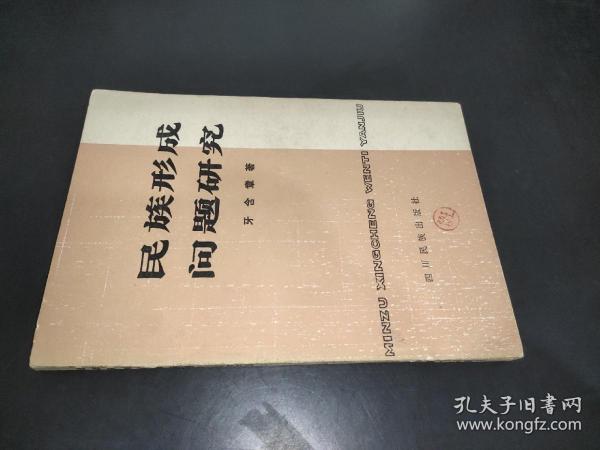 民族形成
问题研究
牙含章 著
MINZU XINGCHENG WENTI YANJIU
四川民族出版社
孔夫子旧书网
www.kongfz.com